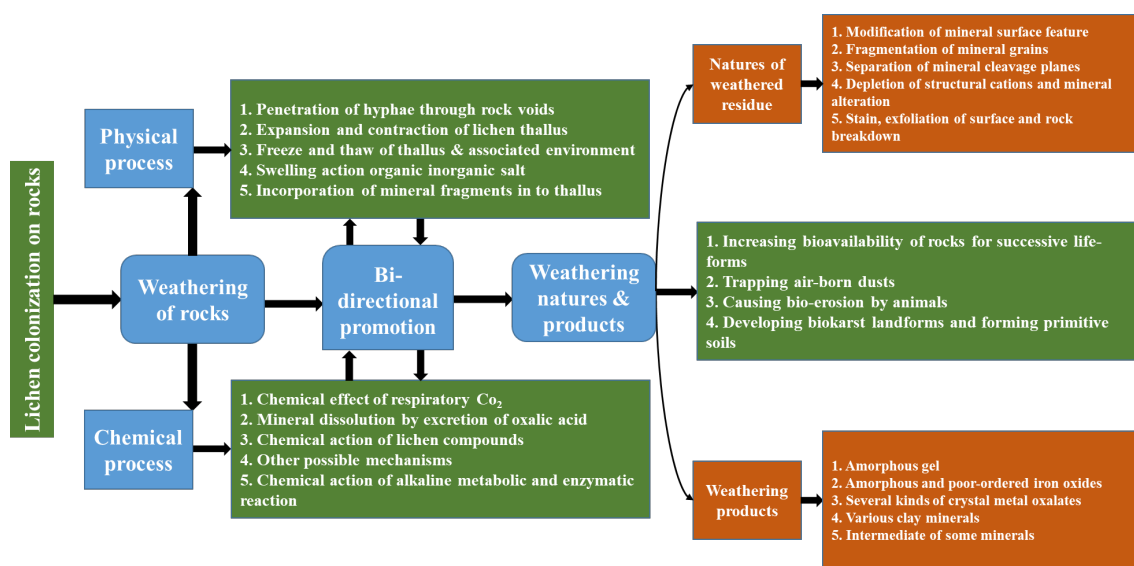 Lichen colonization on rocks
Physical
process
Weathering
of rocks
Chemical
process
1. Penetration of hyphae through rock voids
2. Expansion and contraction of lichen thallus
3. Freeze and thaw of thallus & associated environment
4. Swelling action organic inorganic salt
5. Incorporation of mineral fragments in to thallus
Bi-
directional
promotion
1. Chemical effect of respiratory Co₂
2. Mineral dissolution by excretion of oxalic acid
3. Chemical action of lichen compounds
4. Other possible mechanisms
5. Chemical action of alkaline metabolic and enzymatic
reaction
Weathering
natures &
products
Natures of
weathered
residue
1. Modification of mineral surface feature
2. Fragmentation of mineral grains
3. Separation of mineral cleavage planes
4. Depletion of structural cations and mineral
alteration
5. Stain, exfoliation of surface and rock
breakdown
1. Increasing bioavailability of rocks for successive life-
forms
2. Trapping air-born dusts
3. Causing bio-erosion by animals
4. Developing biokarst landforms and forming primitive
soils
Weathering
products
1. Amorphous gel
2. Amorphous and poor-ordered iron oxides
3. Several kinds of crystal metal oxalates
4. Various clay minerals
5. Intermediate of some minerals